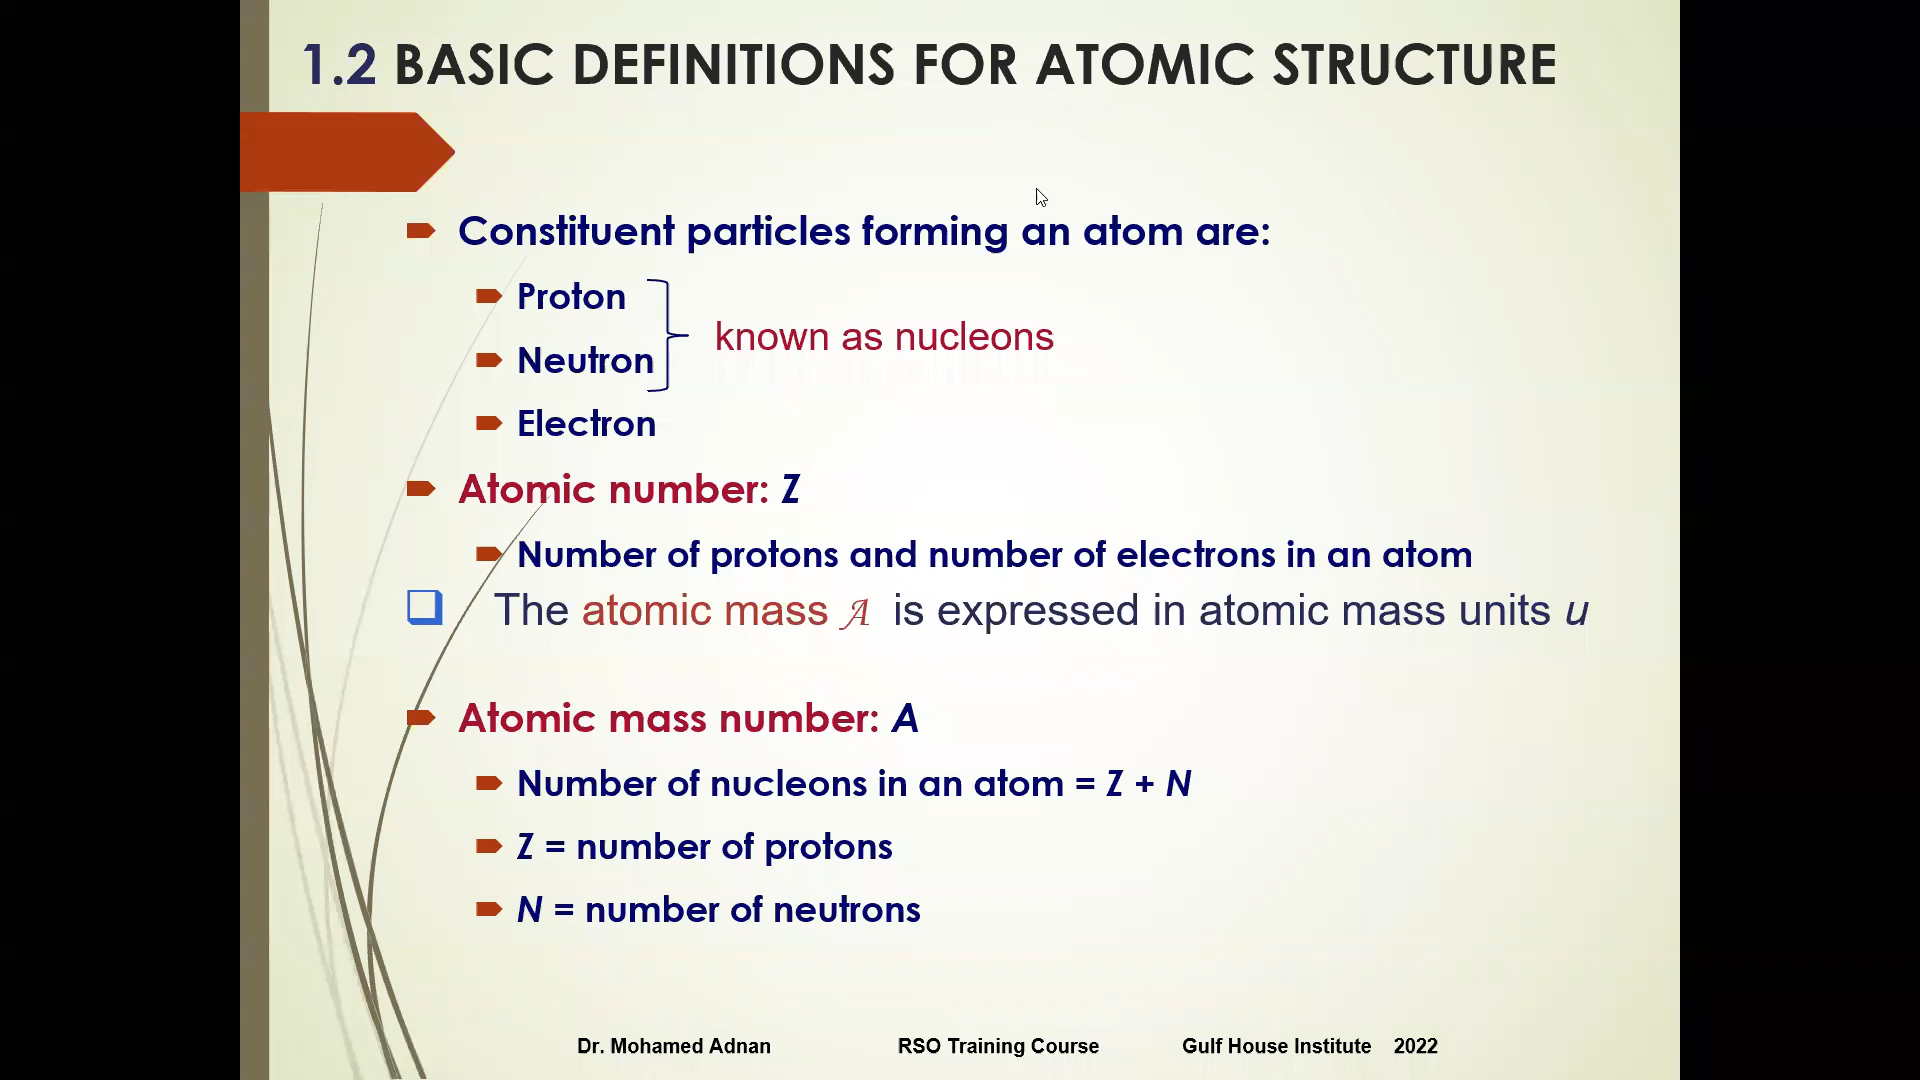 1.2 BASIC DEFINITIONS FOR ATOMIC STRUCTURE
Constituent particles forming an atom are:
Proton
known as nucleons
Neutron
Electron
Atomic number: Z
Number of protons and number of electrons in an atom
The atomic mass 𝒜 is expressed in atomic mass units u
Atomic mass number: A
Number of nucleons in an atom = Z + N
Z = number of protons
N = number of neutrons
Dr. Mohamed Adnan RSO Training Course Gulf House Institute 2022